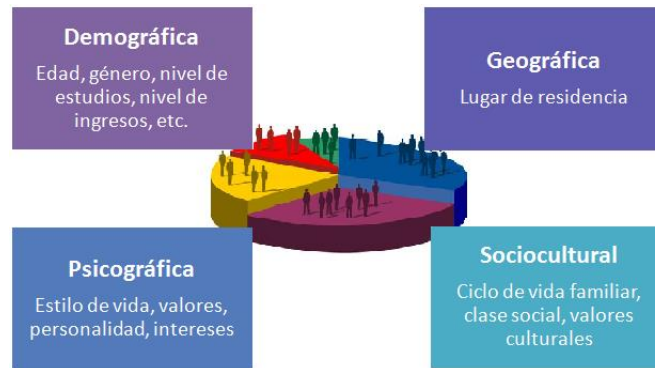 Demográfica
Edad, género, nivel de
estudios, nivel de
ingresos, etc.
Geográfica
Lugar de residencia
Psicográfica
Estilo de vida, valores,
personalidad, intereses
Sociocultural
Ciclo de vida familiar,
clase social, valores
culturales